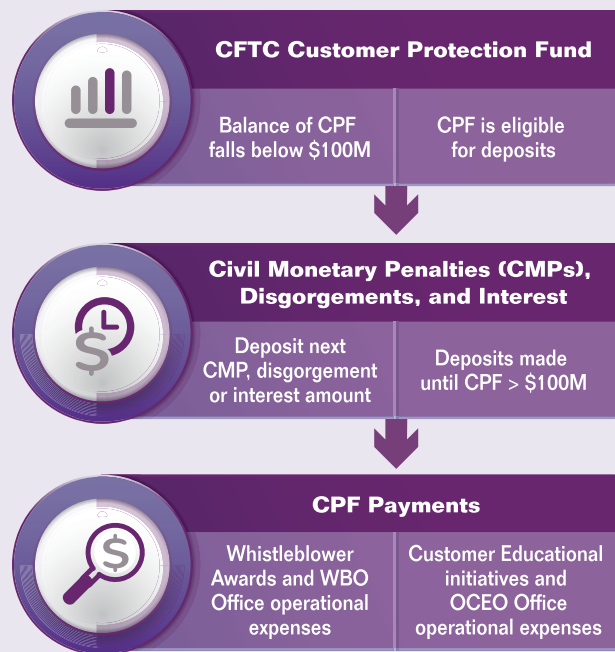 CFTC Customer Protection Fund
Balance of CPF
falls below $100M
CPF is eligible
for deposits
Civil Monetary Penalties (CMPs),
Disgorgements, and Interest
Deposit next
CMP, disgorgement
or interest amount
Deposits made
until CPF > $100M
CPF Payments
Whistleblower
Awards and WBO
Office operational
expenses
Customer Educational
initiatives and
OCEO Office
operational expenses